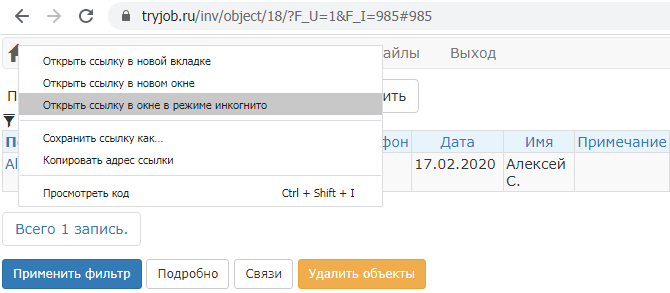 tryjob.ru/inv/object/18/?F_U=1&F_I=985#985
Открыть ссылку в новой вкладке
Открыть ссылку в новом окне
Открыть ссылку в окне в режиме инкогнито
Сохранить ссылку как...
Копировать адрес ссылки
Просмотреть код Ctrl + Shift + I
айлы Выход
П ить
По фон Дата Имя Примечание
Al 17.02.2020 Алексей
С.
Всего 1 запись.
Применить фильтр Подробно Связи Удалить объекты